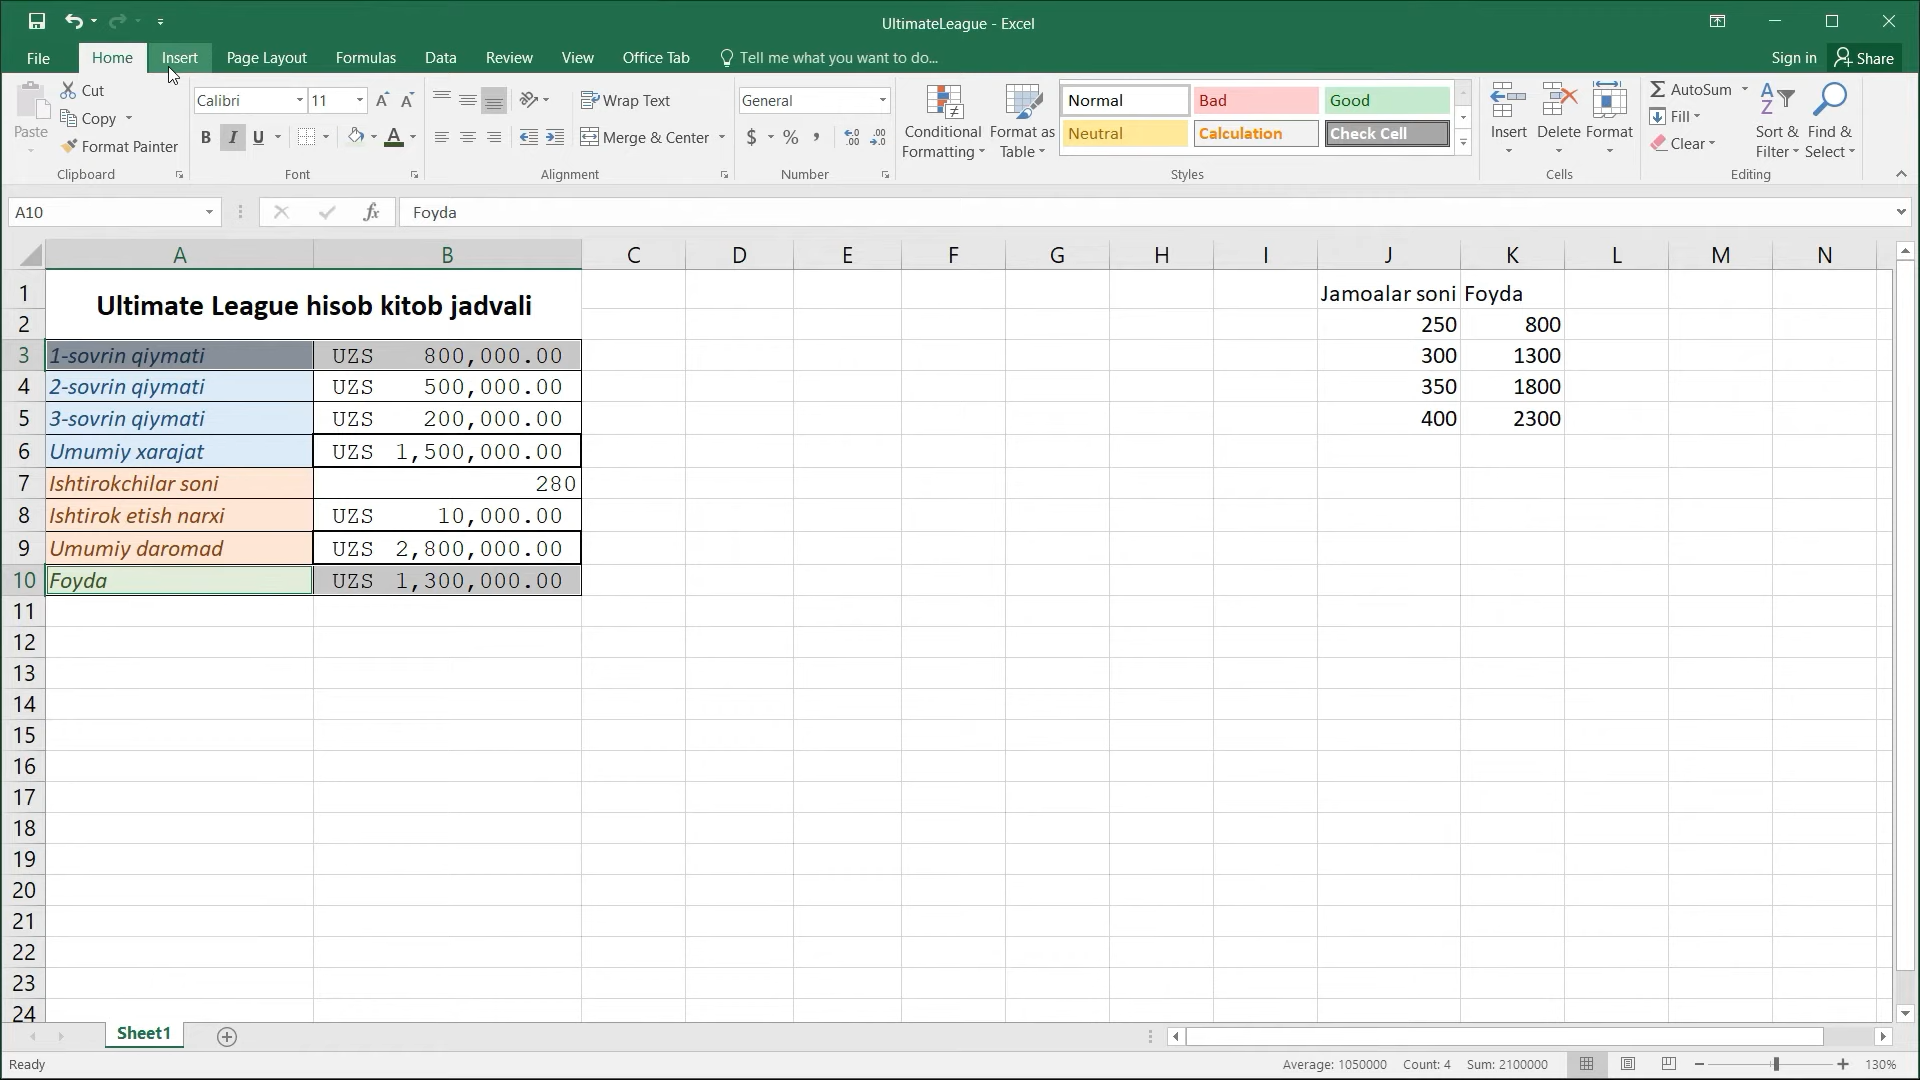 UltimateLeague - Excel
File Home Insert Page Layout Formulas Data Review View Office Tab Tell me what you want to do... Sign in Share
Paste Cut Copy Format Painter Clipboard
Calibri 11 A A B I U A Font
Wrap Text Merge & Center Alignment
General $ % , Number
Conditional Formatting Format as Table
Normal Bad Good
Neutral Calculation Check Cell
Styles
Insert Delete Format Cells
AutoSum Fill Clear Sort & Filter Find & Select Editing
A10 fx Foyda
A B C D E F G H I J K L M N
1 Ultimate League hisob kitob jadvali Jamoalar soni Foyda
2 250 800
3 1-sovrin qiymati UZS 800,000.00 300 1300
4 2-sovrin qiymati UZS 500,000.00 350 1800
5 3-sovrin qiymati UZS 200,000.00 400 2300
6 Umumiy xarajat UZS 1,500,000.00
7 Ishtirokchilar soni 280
8 Ishtirok etish narxi UZS 10,000.00
9 Umumiy daromad UZS 2,800,000.00
10 Foyda UZS 1,300,000.00
11
12
13
14
15
16
17
18
19
20
21
22
23
24
Sheet1
Ready Average: 1050000 Count: 4 Sum: 2100000 130%